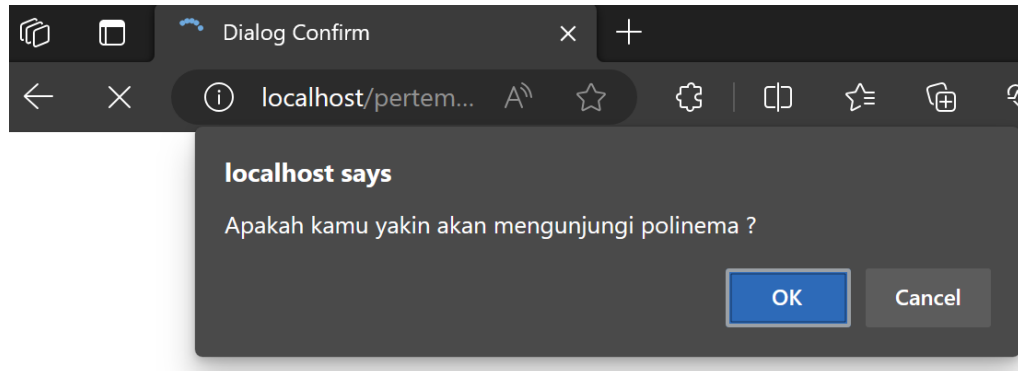 Dialog Confirm
localhost/pertem...
localhost says
Apakah kamu yakin akan mengunjungi polinema ?
OK Cancel